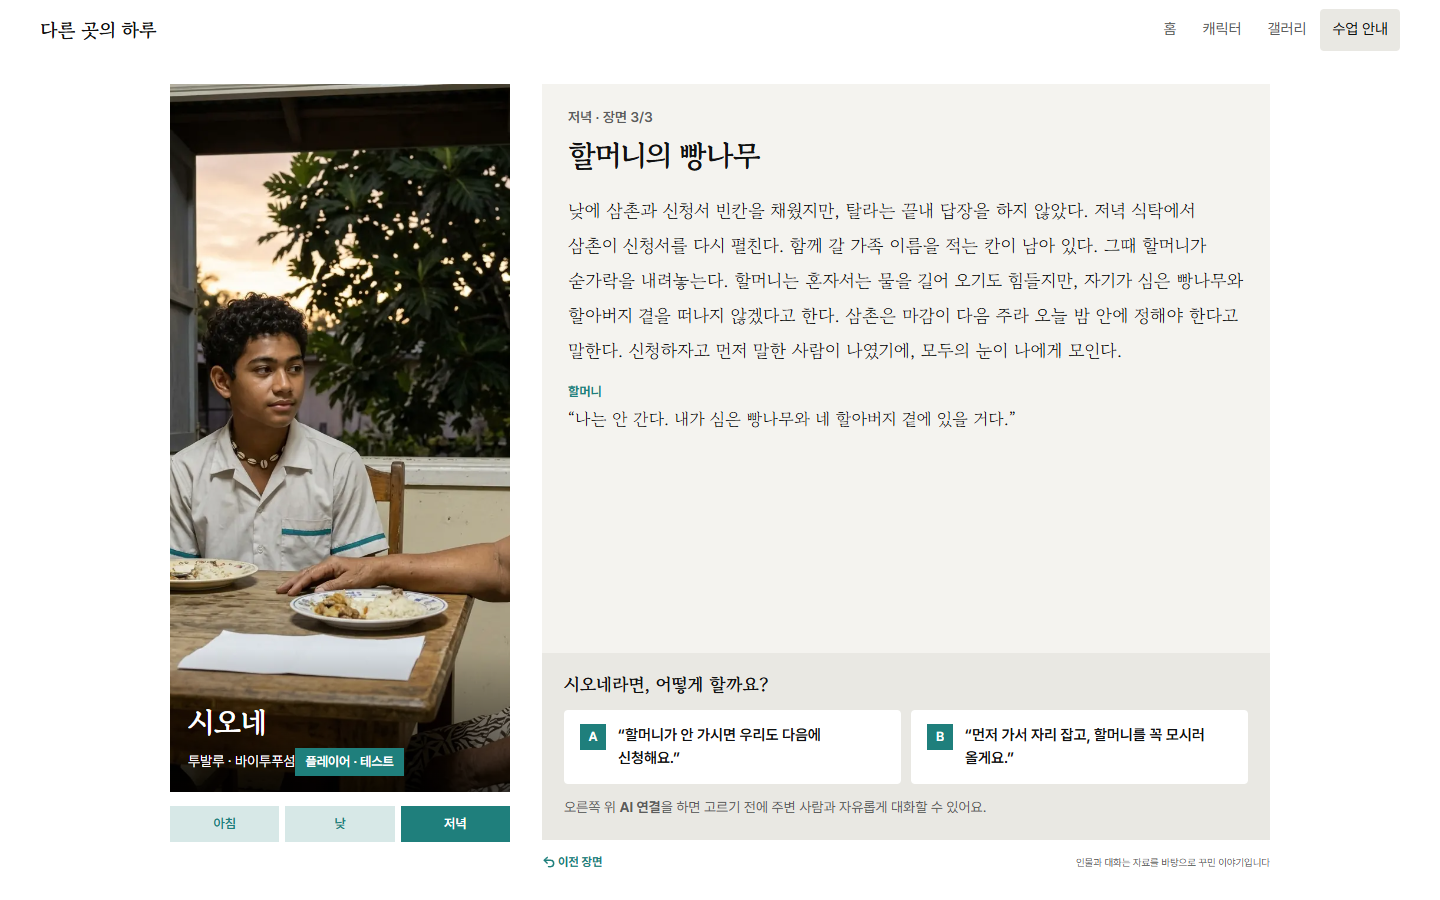 다른 곳의 하루
홈 캐릭터 갤러리 수업 안내
시오네
투발루 · 바이투푸섬 플레이어 · 테스트
아침 낮 저녁
저녁 · 장면 3/3
할머니의 빵나무
낮에 삼촌과 신청서 빈칸을 채웠지만, 탈라는 끝내 답장을 하지 않았다. 저녁 식탁에서
삼촌이 신청서를 다시 펼친다. 함께 갈 가족 이름을 적는 칸이 남아 있다. 그때 할머니가
숟가락을 내려놓는다. 할머니는 혼자서는 물을 길어 오기도 힘들지만, 자기가 심은 빵나무와
할아버지 곁을 떠나지 않겠다고 한다. 삼촌은 마감이 다음 주라 오늘 밤 안에 정해야 한다고
말한다. 신청하자고 먼저 말한 사람이 나였기에, 모두의 눈이 나에게 모인다.
할머니
“나는 안 간다. 내가 심은 빵나무와 네 할아버지 곁에 있을 거다.”
시오네라면, 어떻게 할까요?
A “할머니가 안 가시면 우리도 다음에
신청해요.”
B “먼저 가서 자리 잡고, 할머니를 꼭 모시러
올게요.”
오른쪽 위 AI 연결을 하면 고르기 전에 주변 사람과 자유롭게 대화할 수 있어요.
이전 장면
인물과 대화는 자료를 바탕으로 꾸민 이야기입니다